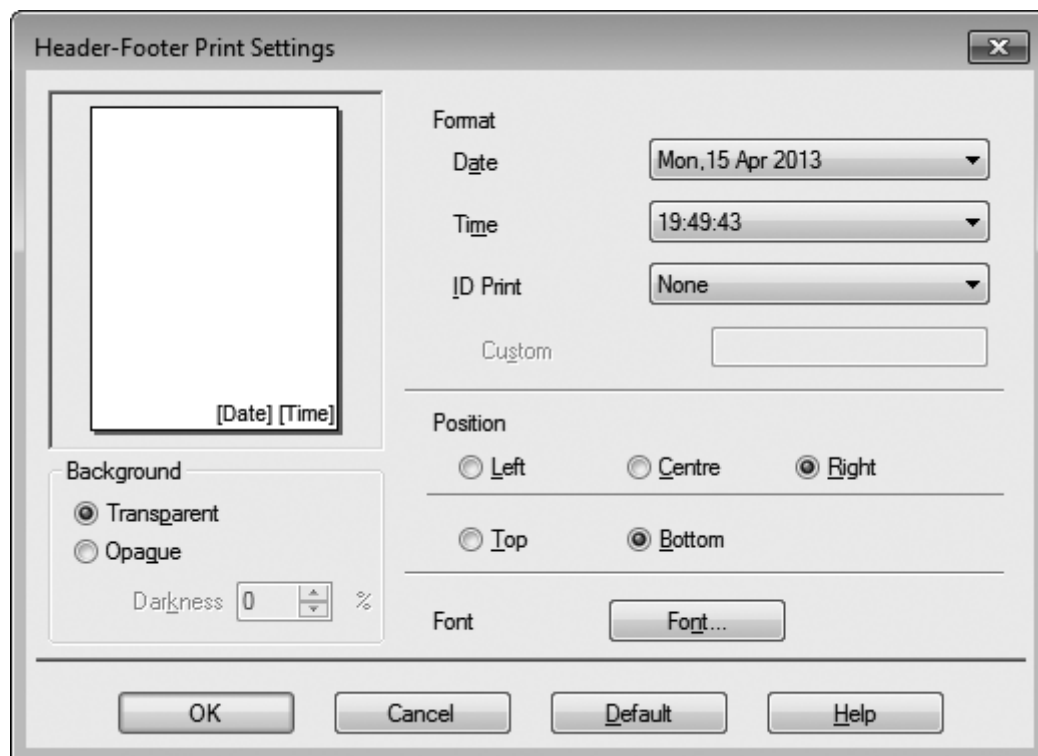 Header-Footer Print Settings
Format
Date
Mon,15 Apr 2013
Time
19:49:43
ID Print
None
Custom
[Date] [Time]
Position
Left
Centre
Right
Top
Bottom
Background
Transparent
Opaque
Darkness 0 %
Font
Font...
OK
Cancel
Default
Help